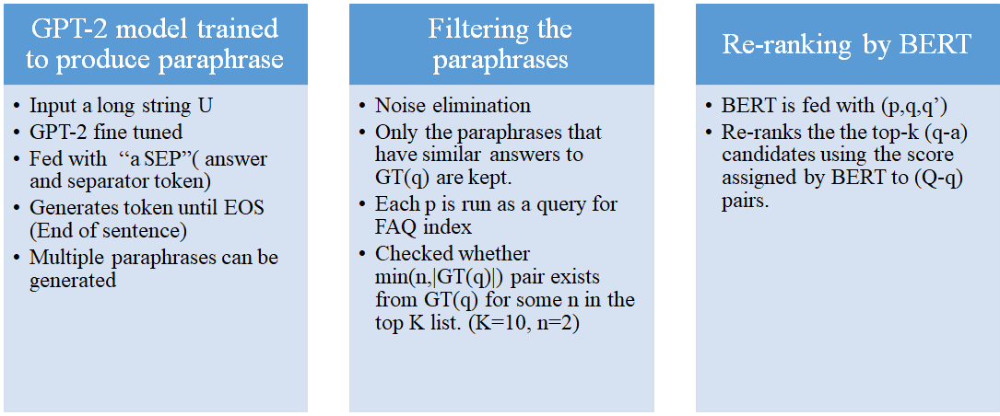 GPT-2 model trained
to produce paraphrase
• Input a long string U
• GPT-2 fine tuned
• Fed with “a SEP”( answer
and separator token)
• Generates token until EOS
(End of sentence)
• Multiple paraphrases can be
generated
Filtering the
paraphrases
• Noise elimination
• Only the paraphrases that
have similar answers to
GT(q) are kept.
• Each p is run as a query for
FAQ index
• Checked whether
min(n,|GT(q)|) pair exists
from GT(q) for some n in the
top K list. (K=10, n=2)
Re-ranking by BERT
• BERT is fed with (p,q,q’)
• Re-ranks the the top-k (q-a)
candidates using the score
assigned by BERT to (Q-q)
pairs.